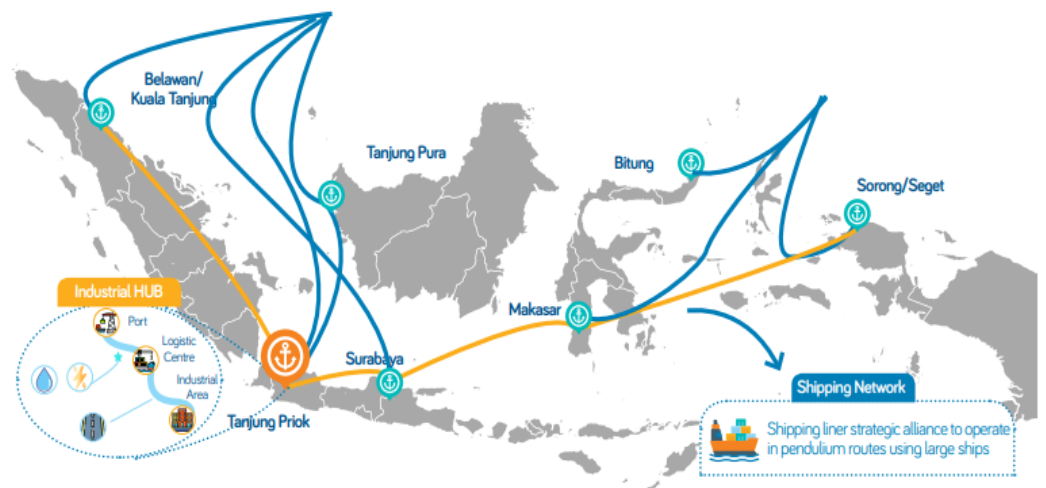 Belawan/
Kuala Tanjung
Tanjung Pura
Bitung
Sorong/Seget
Industrial HUB
Port
Logistic
Centre
Industrial
Area
Makasar
Surabaya
Tanjung Priok
Shipping Network
Shipping liner strategic alliance to operate
in pendulium routes using large ships